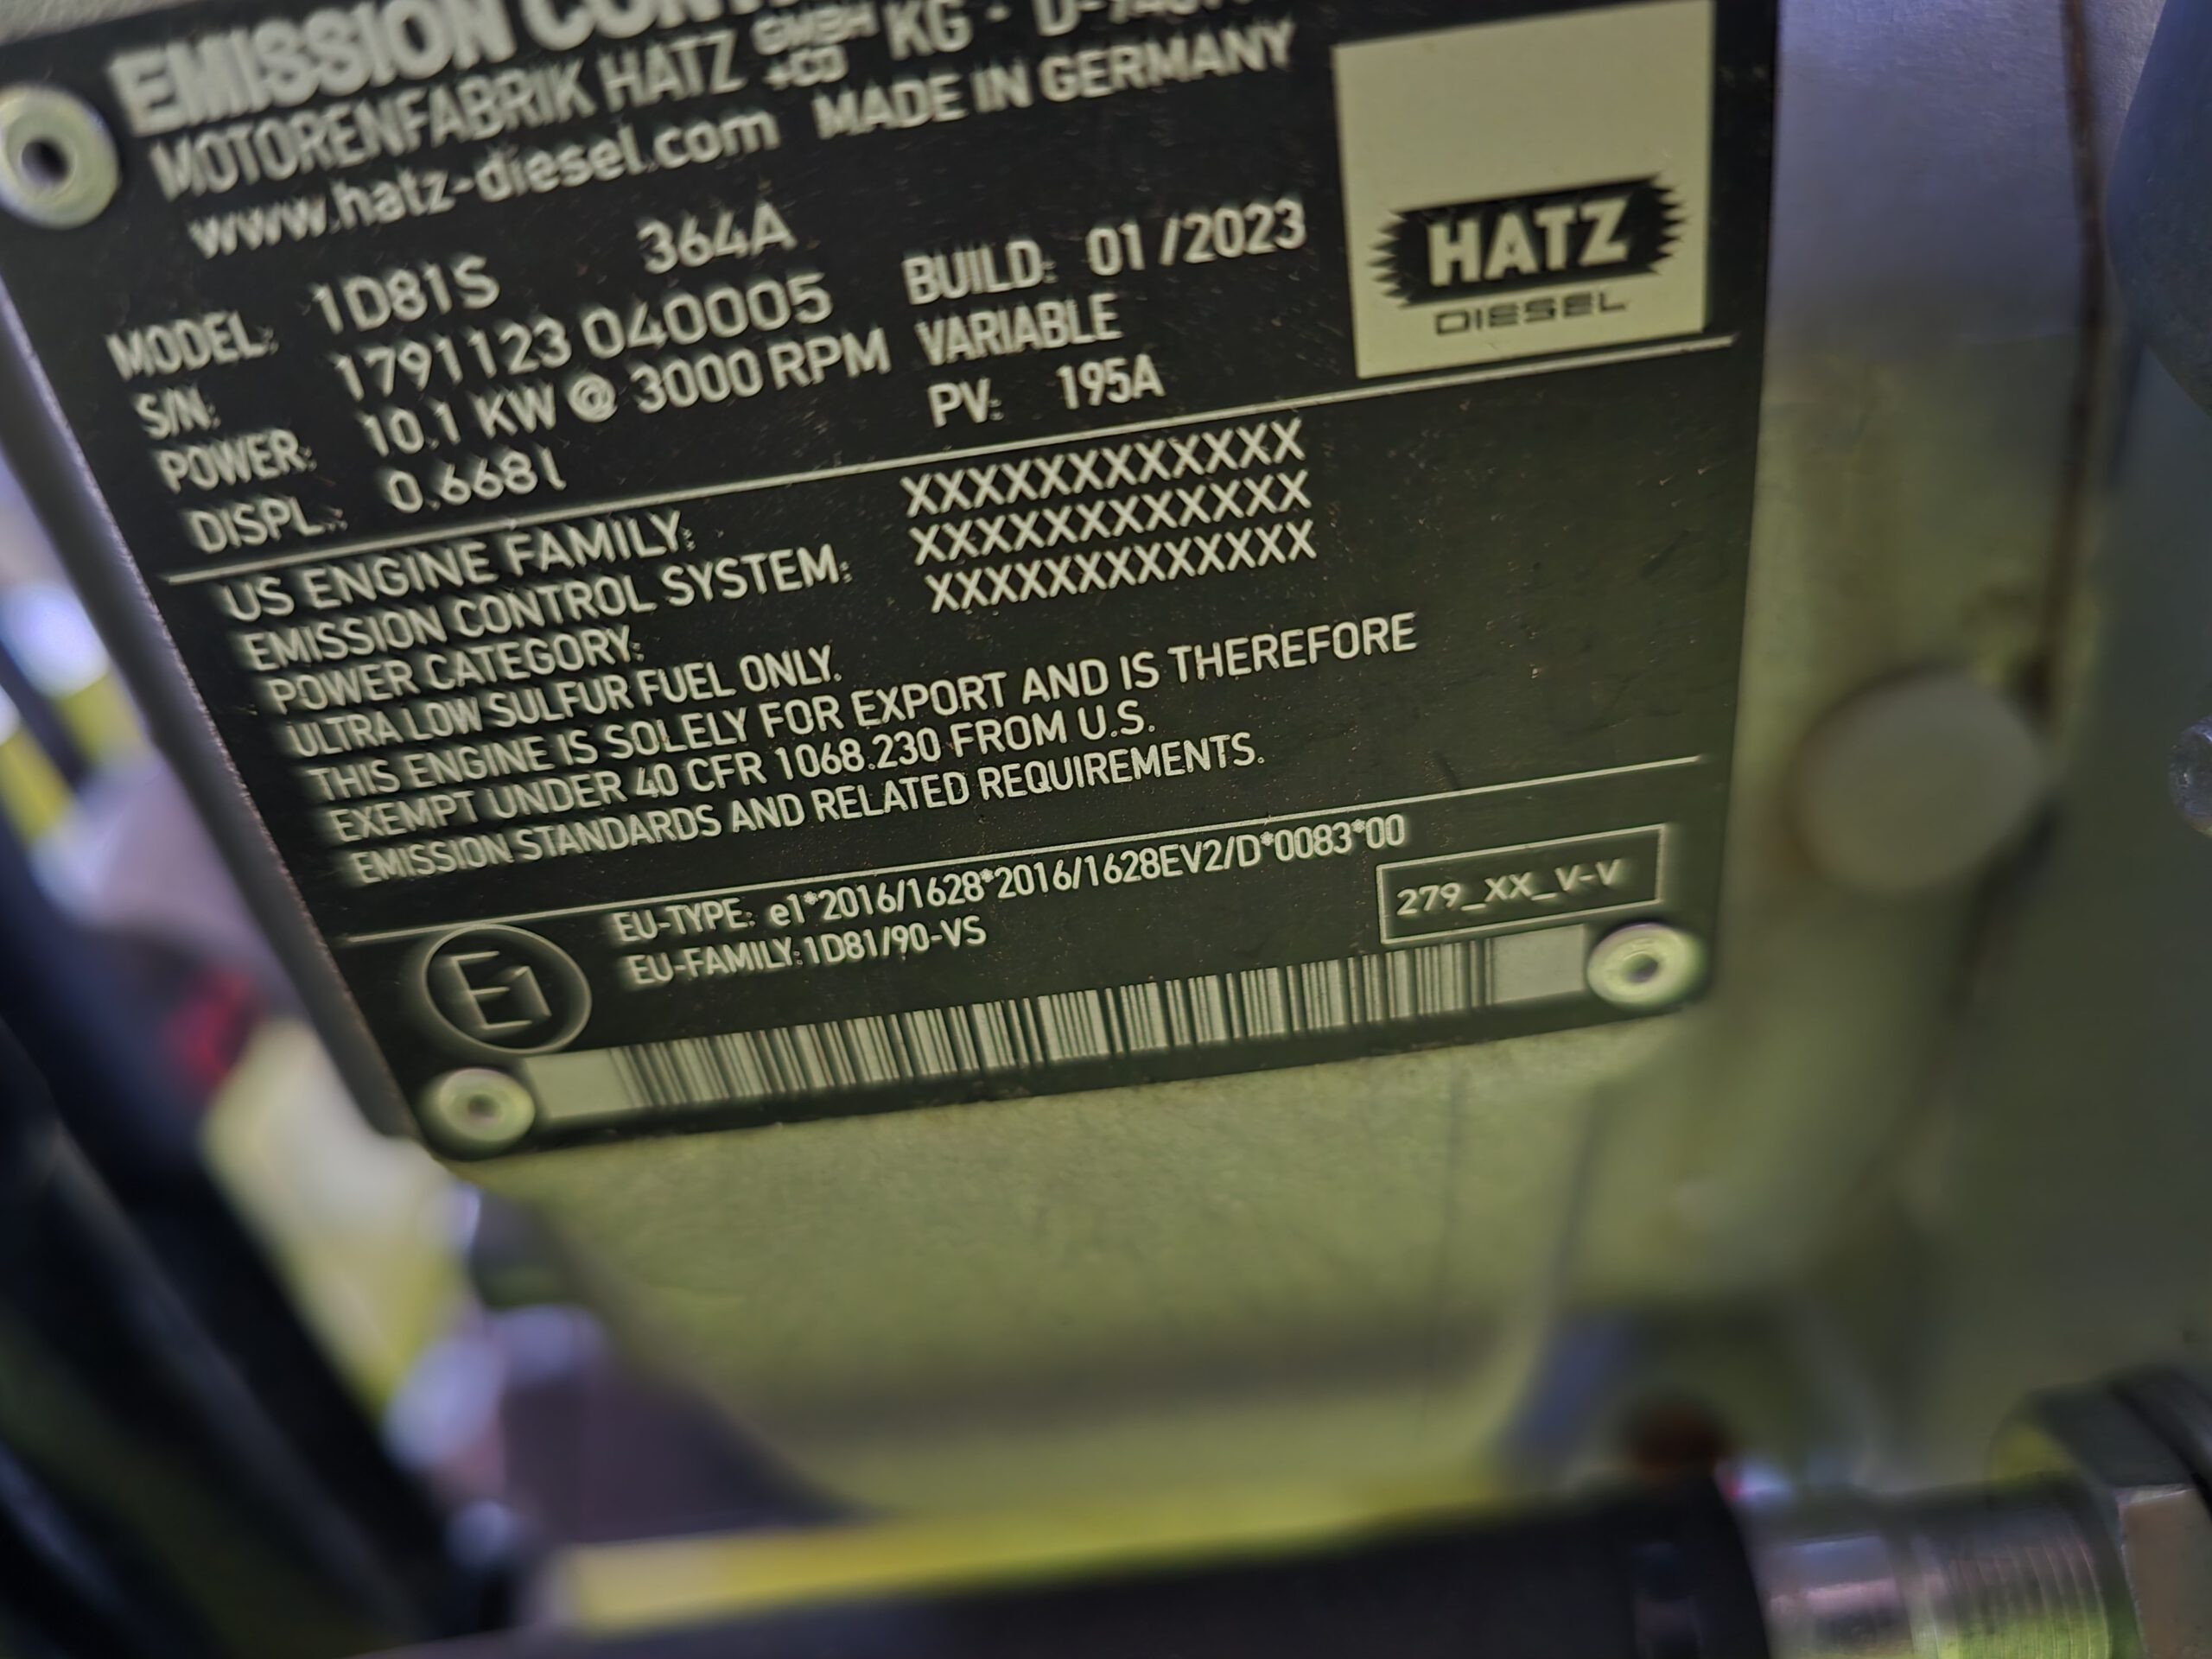 EMISSION
MOTORENFABRIK HATZ GMBH +CO KG - 
www.hatz-diesel.com MADE IN GERMANY
HATZ
DIESEL
MODEL: 1D81S 364A BUILD: 01 /2023
S/N: 1791123 040005 VARIABLE
POWER: 10.1 KW @ 3000 RPM PV: 195A
DISPL.: 0.668 l
US ENGINE FAMILY: XXXXXXXXXXXX
EMISSION CONTROL SYSTEM: XXXXXXXXXXXX
POWER CATEGORY: XXXXXXXXXXXX
ULTRA LOW SULFUR FUEL ONLY.
THIS ENGINE IS SOLELY FOR EXPORT AND IS THEREFORE
EXEMPT UNDER 40 CFR 1068.230 FROM U.S.
EMISSION STANDARDS AND RELATED REQUIREMENTS.
E1
EU-TYPE: e1*2016/1628*2016/1628EV2/D*0083*00
EU-FAMILY: 1D81/90-VS
279_XX_V-V